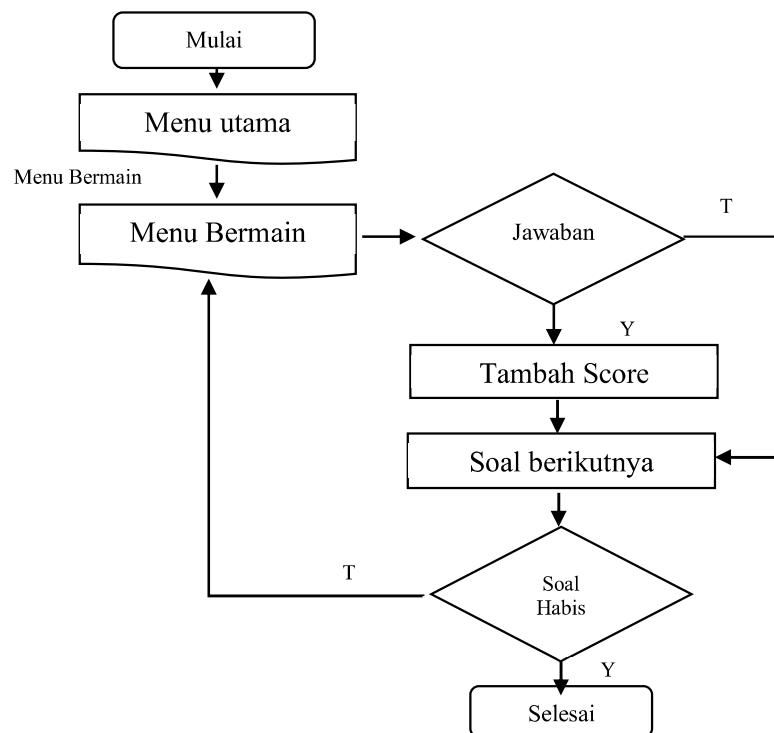 Mulai
Menu utama
Menu Bermain
Menu Bermain
Jawaban
T
Y
Tambah Score
Soal berikutnya
T
Soal
Habis
Y
Selesai